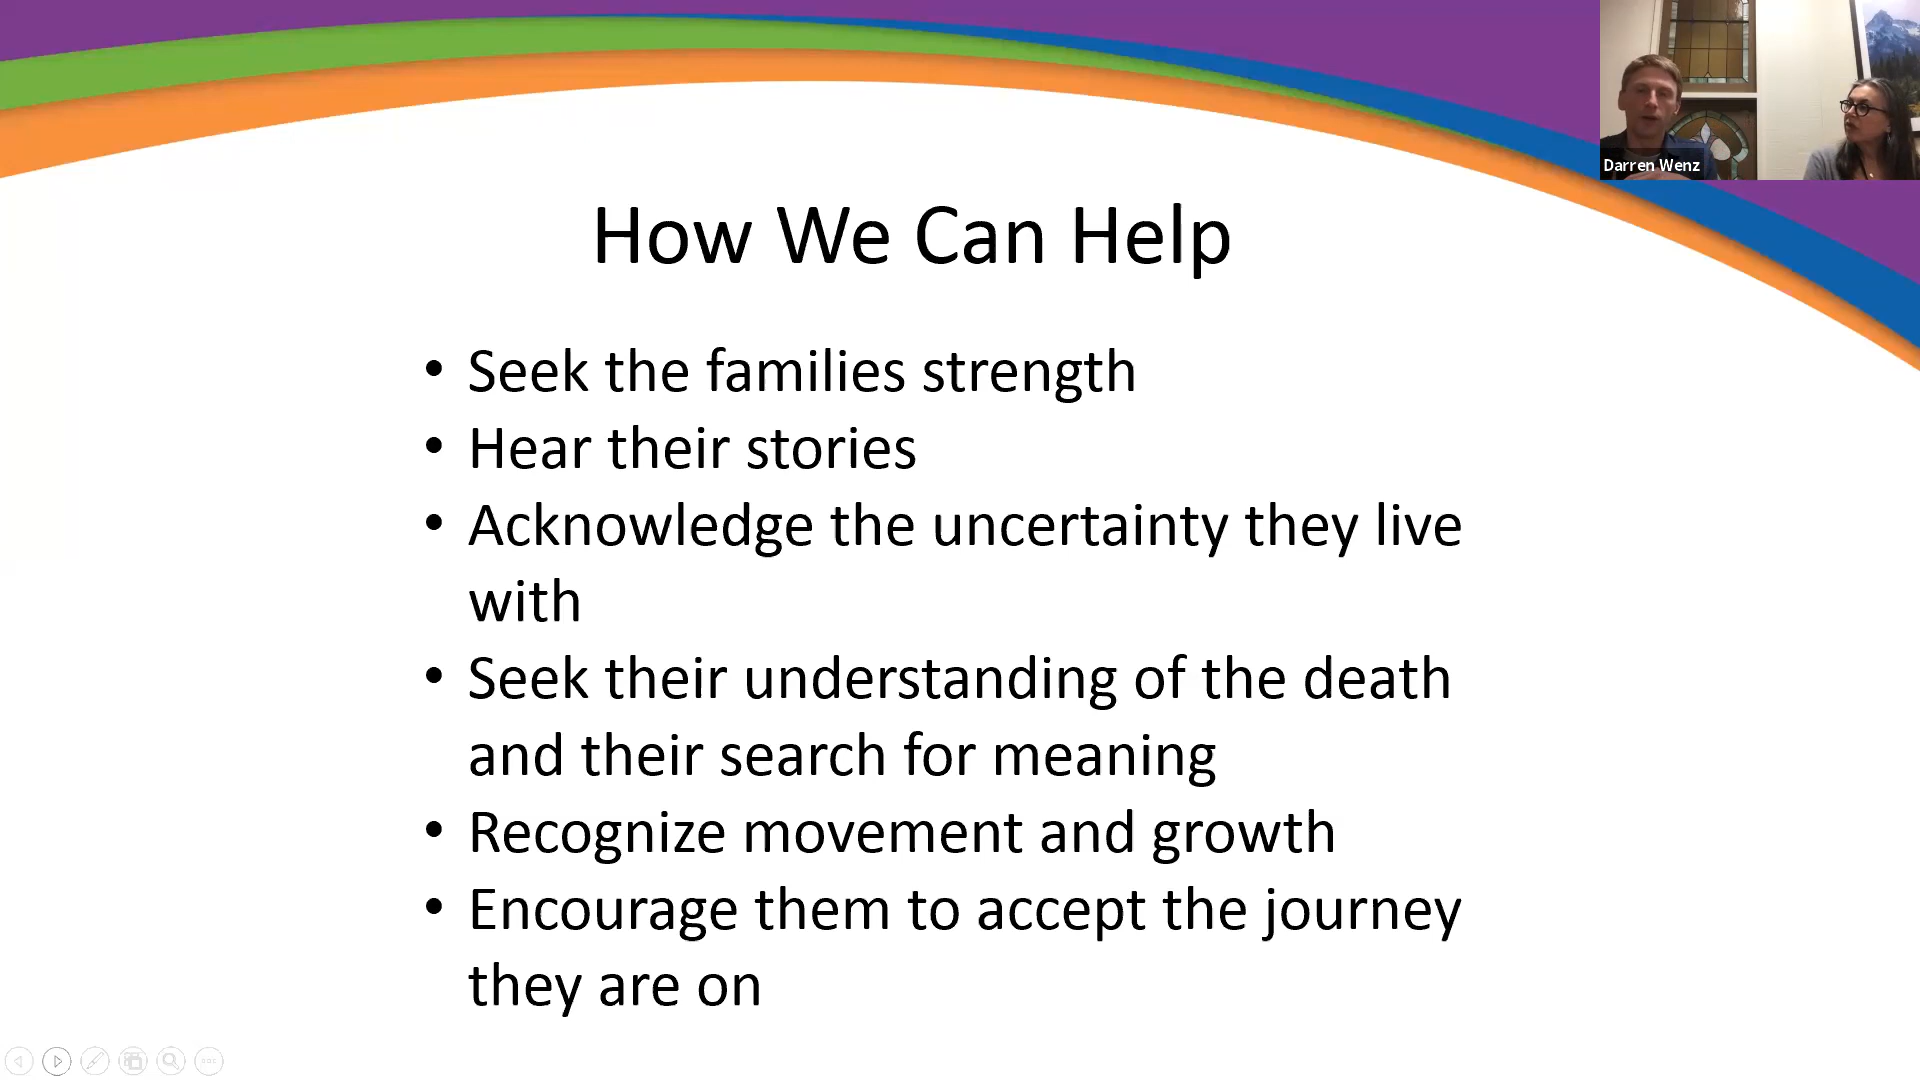 Darren Wenz
How We Can Help
• Seek the families strength
• Hear their stories
• Acknowledge the uncertainty they live
with
• Seek their understanding of the death
and their search for meaning
• Recognize movement and growth
• Encourage them to accept the journey
they are on